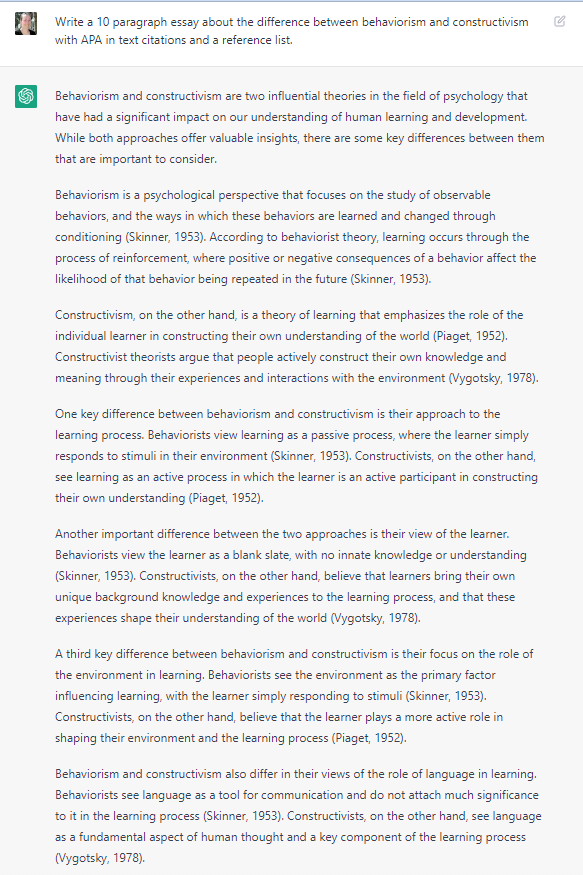 Write a 10 paragraph essay about the difference between behaviorism and constructivism
with APA in text citations and a reference list.
Behaviorism and constructivism are two influential theories in the field of psychology that
have had a significant impact on our understanding of human learning and development.
While both approaches offer valuable insights, there are some key differences between them
that are important to consider.
Behaviorism is a psychological perspective that focuses on the study of observable
behaviors, and the ways in which these behaviors are learned and changed through
conditioning (Skinner, 1953). According to behaviorist theory, learning occurs through the
process of reinforcement, where positive or negative consequences of a behavior affect the
likelihood of that behavior being repeated in the future (Skinner, 1953).
Constructivism, on the other hand, is a theory of learning that emphasizes the role of the
individual learner in constructing their own understanding of the world (Piaget, 1952).
Constructivist theorists argue that people actively construct their own knowledge and
meaning through their experiences and interactions with the environment (Vygotsky, 1978).
One key difference between behaviorism and constructivism is their approach to the
learning process. Behaviorists view learning as a passive process, where the learner simply
responds to stimuli in their environment (Skinner, 1953). Constructivists, on the other hand,
see learning as an active process in which the learner is an active participant in constructing
their own understanding (Piaget, 1952).
Another important difference between the two approaches is their view of the learner.
Behaviorists view the learner as a blank slate, with no innate knowledge or understanding
(Skinner, 1953). Constructivists, on the other hand, believe that learners bring their own
unique background knowledge and experiences to the learning process, and that these
experiences shape their understanding of the world (Vygotsky, 1978).
A third key difference between behaviorism and constructivism is their focus on the role of
the environment in learning. Behaviorists see the environment as the primary factor
influencing learning, with the learner simply responding to stimuli (Skinner, 1953).
Constructivists, on the other hand, believe that the learner plays a more active role in
shaping their environment and the learning process (Piaget, 1952).
Behaviorism and constructivism also differ in their views of the role of language in learning.
Behaviorists see language as a tool for communication and do not attach much significance
to it in the learning process (Skinner, 1953). Constructivists, on the other hand, see language
as a fundamental aspect of human thought and a key component of the learning process
(Vygotsky, 1978).